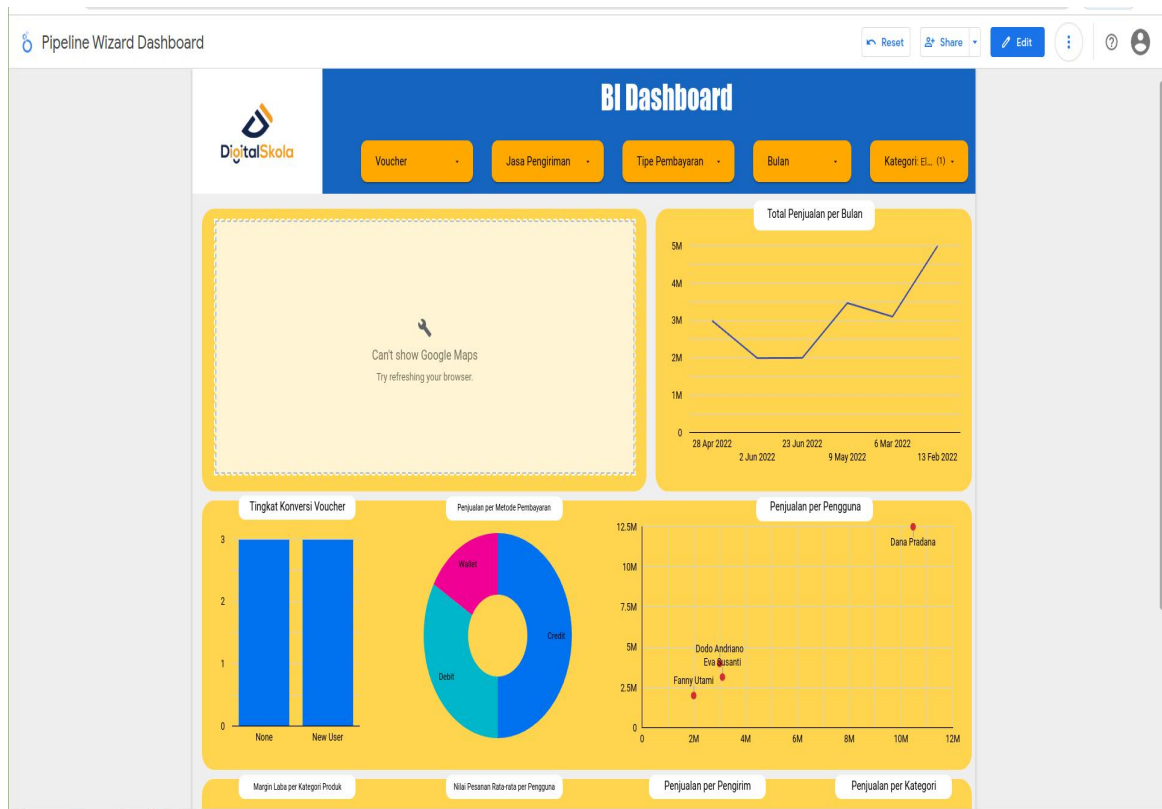 Pipeline Wizard Dashboard
Reset
Share
Edit
BI Dashboard
DigitalSkola
Voucher
Jasa Pengiriman
Tipe Pembayaran
Bulan
Kategori: El... (1)
Can't show Google Maps
Try refreshing your browser.
Total Penjualan per Bulan
5M
4M
3M
2M
1M
0
28 Apr 2022
2 Jun 2022
23 Jun 2022
9 May 2022
6 Mar 2022
13 Feb 2022
Tingkat Konversi Voucher
3
2
1
0
None
New User
Penjualan per Metode Pembayaran
Wallet
Credit
Debit
Penjualan per Pengguna
12.5M
10M
7.5M
5M
2.5M
0
Dana Pradana
Dodo Andriano
Eva Susanti
Fanny Utami
0 2M 4M 6M 8M 10M 12M
Margin Laba per Kategori Produk
Nilai Pesanan Rata-rata per Pengguna
Penjualan per Pengirim
Penjualan per Kategori